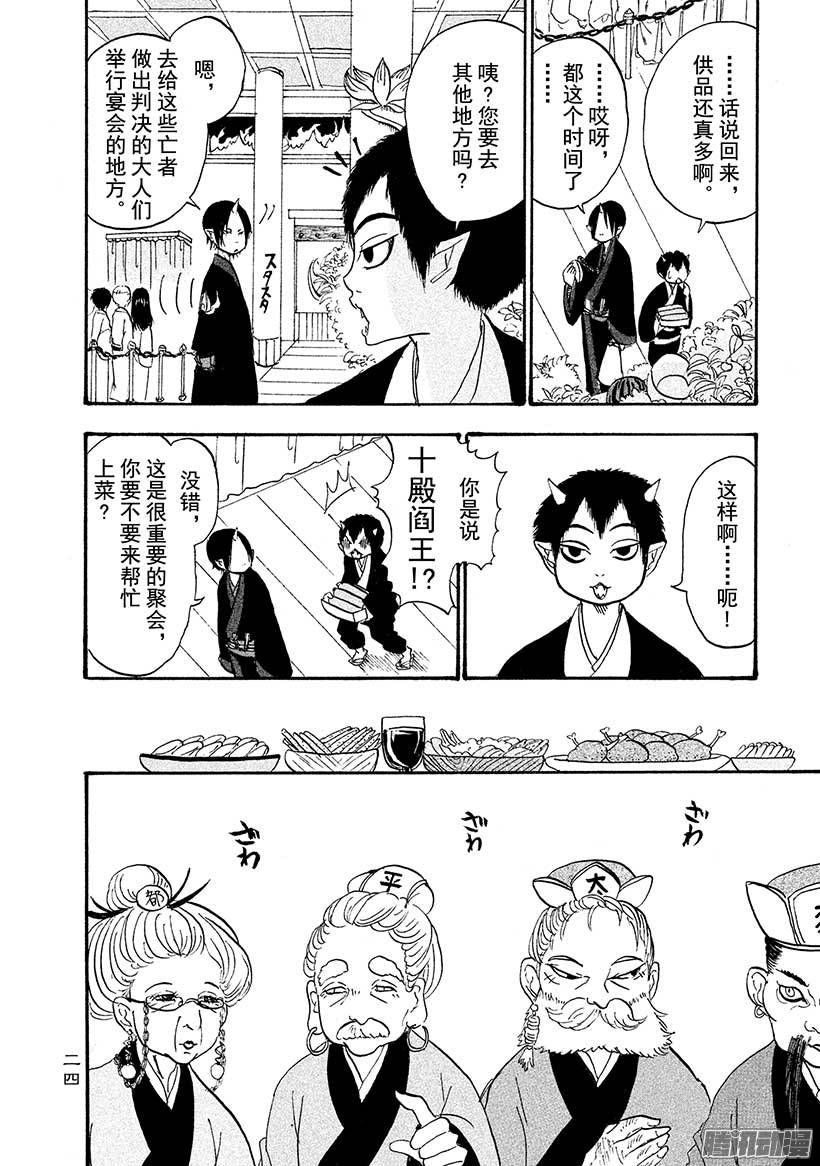 ……话说回来，
供品还真多啊。
……哎呀，
都这个时间了
……
咦？您要去
其他地方吗？
嗯，
去给这些亡者
做出判决的大人们
举行宴会的地方。
スタスタ
这样啊……呃！
你是说
十殿阎王！？
没错，
这是很重要的聚会，
你要不要来帮忙
上菜？
ざわ
ざわ
ざわ
太
平
都
二四
腾讯动漫